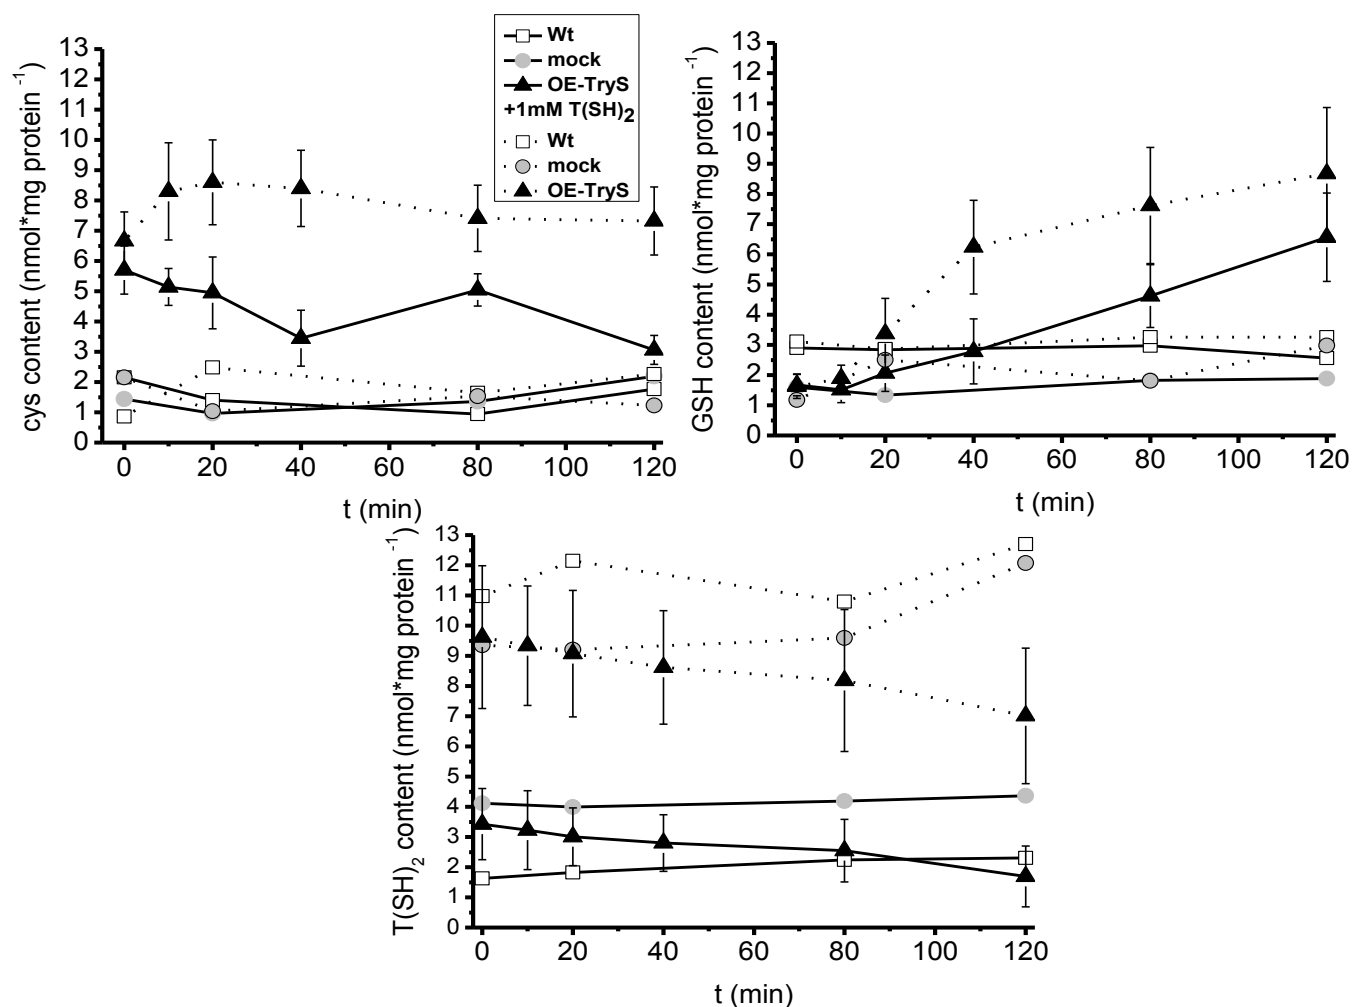 Wt
mock
OE-TryS
+1mM T(SH)2
Wt
mock
OE-TryS
cys content (nmol*mg protein -1)
13
12
11
10
9
8
7
6
5
4
3
2
1
0
0 20 40 60 80 100 120
t (min)
GSH content (nmol*mg protein -1)
13
12
11
10
9
8
7
6
5
4
3
2
1
0
0 20 40 60 80 100 120
t (min)
T(SH)2 content (nmol*mg protein -1)
13
12
11
10
9
8
7
6
5
4
3
2
1
0
0 20 40 60 80 100 120
t (min)